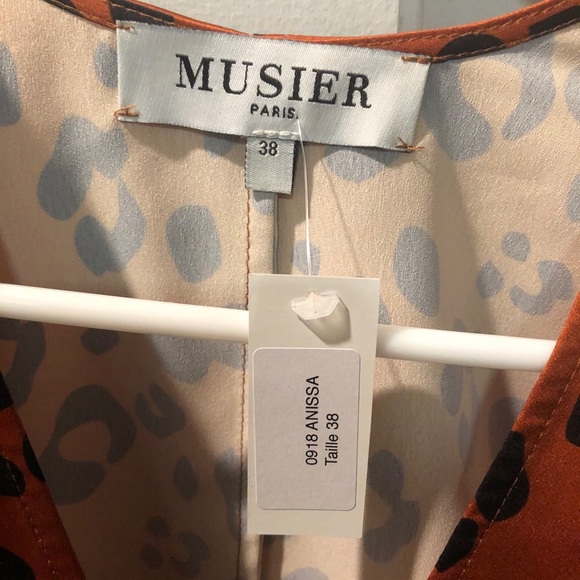 MUSIER
PARIS.
38
0918 ANISSA
Taille 38